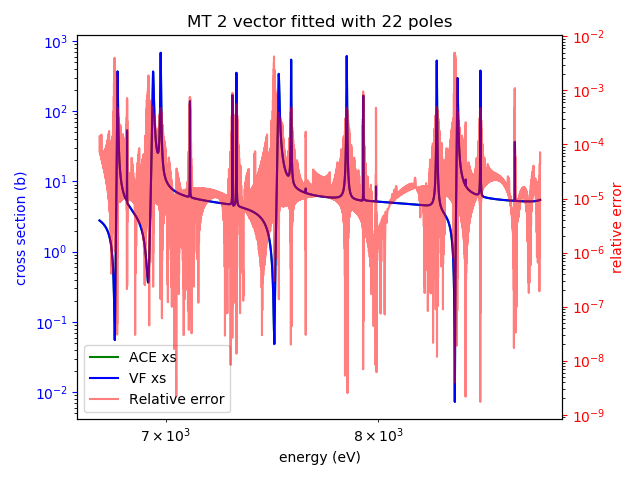 MT 2 vector fitted with 22 poles
cross section (b)
10³
10²
10¹
10⁰
10⁻¹
10⁻²
ACE xs
VF xs
Relative error
7 × 10³
8 × 10³
energy (eV)
10⁻²
10⁻³
10⁻⁴
10⁻⁵
10⁻⁶
10⁻⁷
10⁻⁸
10⁻⁹
relative error